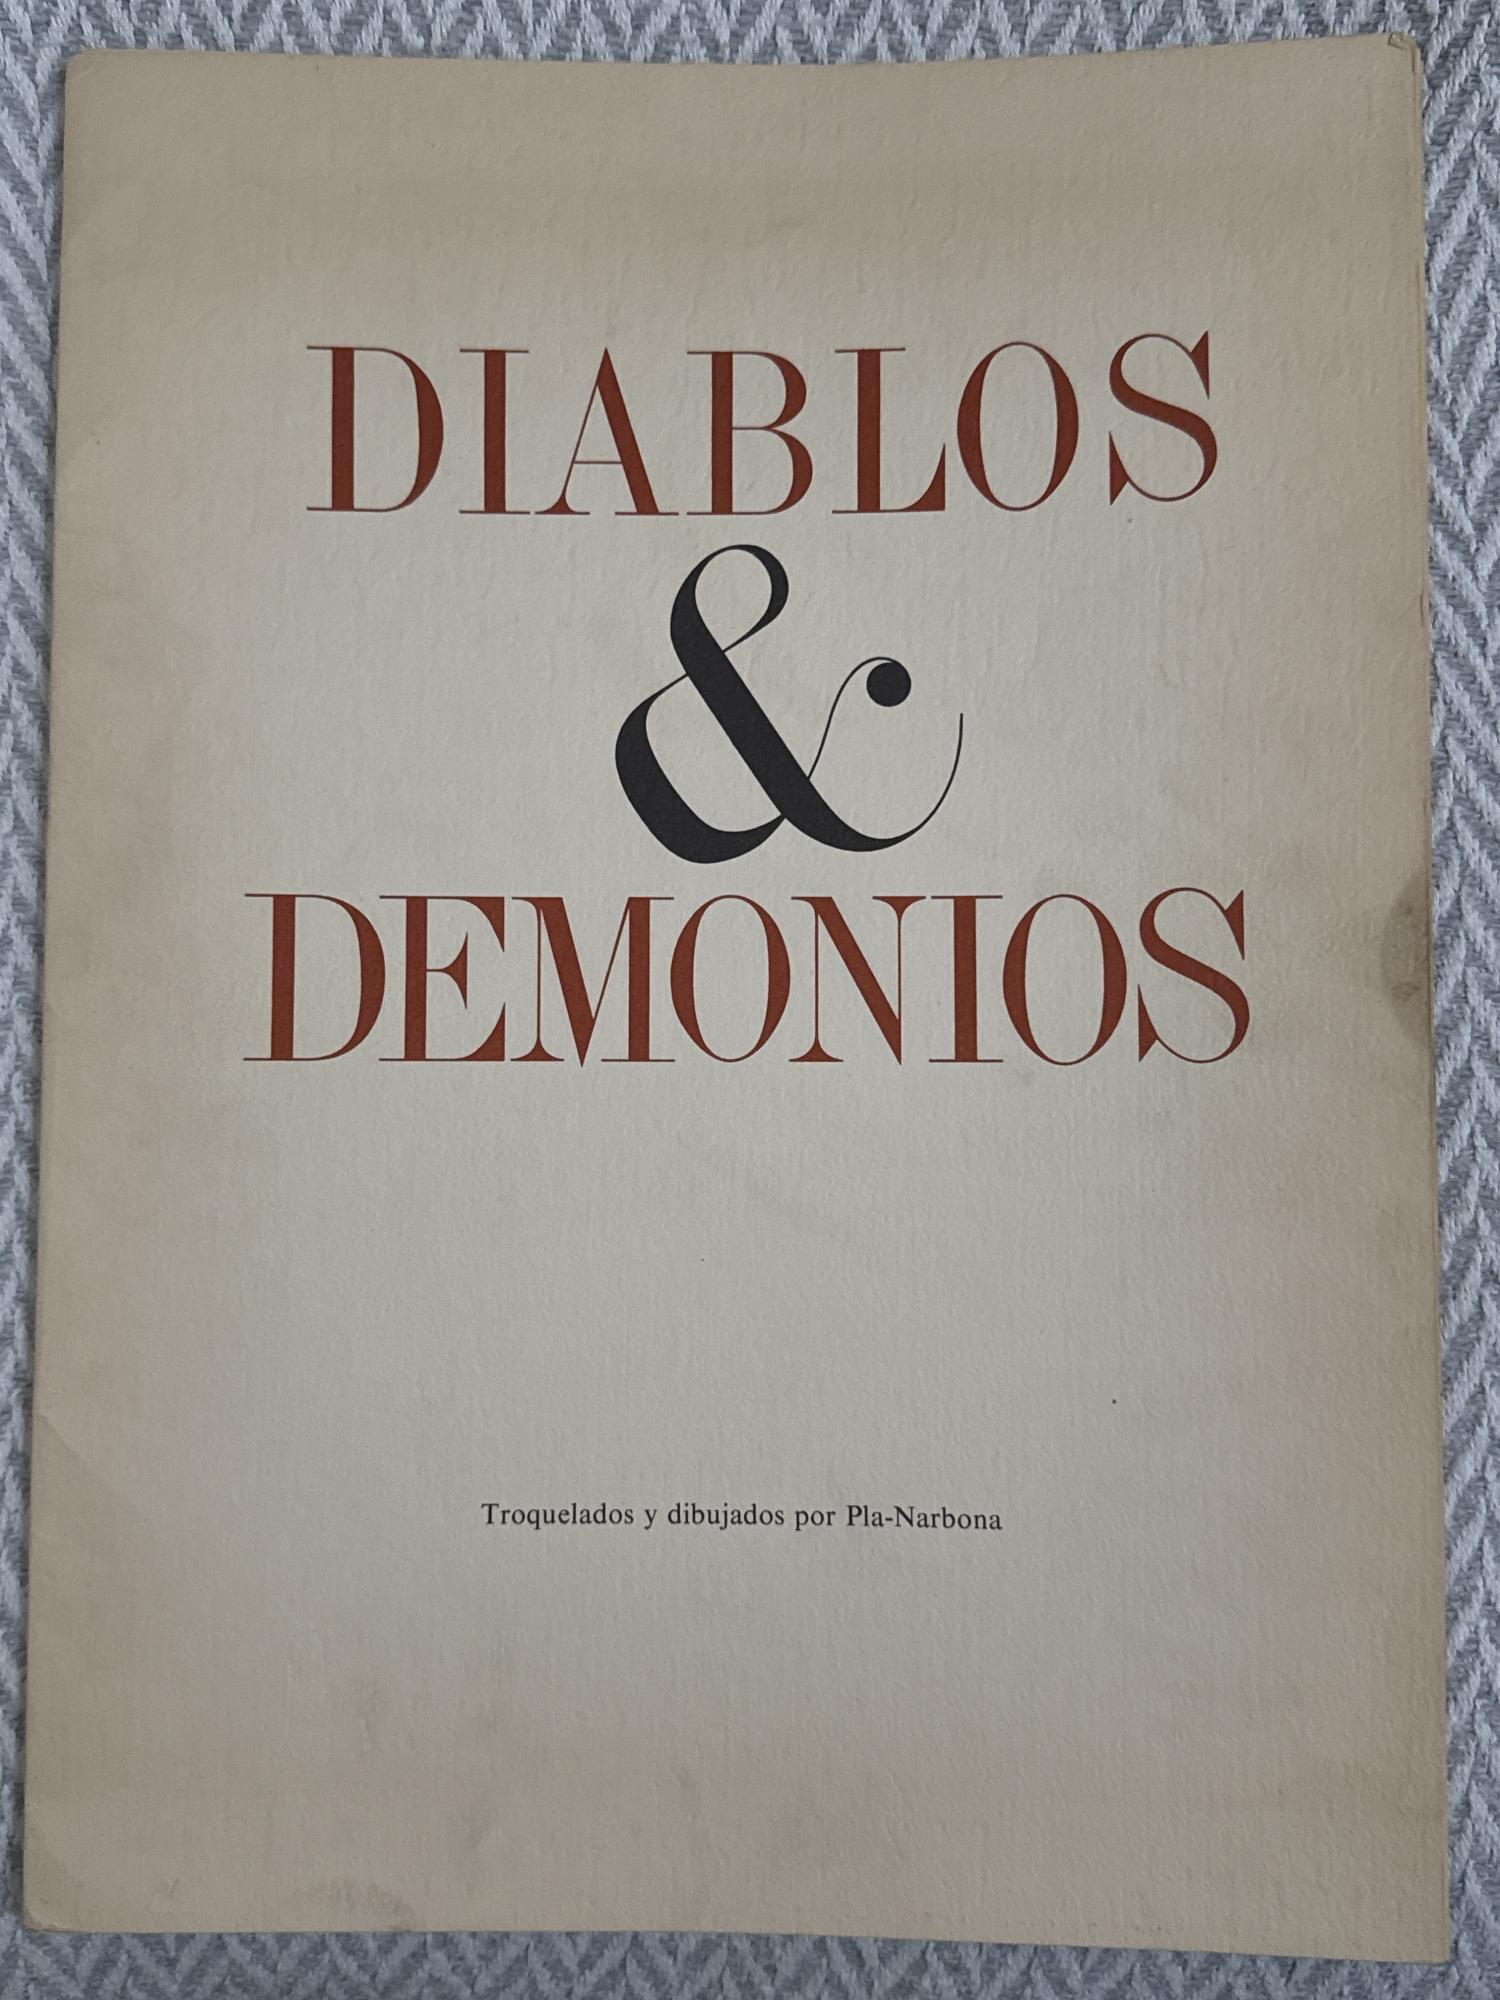 DIABLOS
&
DEMONIOS
Troquelados y dibujados por Pla-Narbona